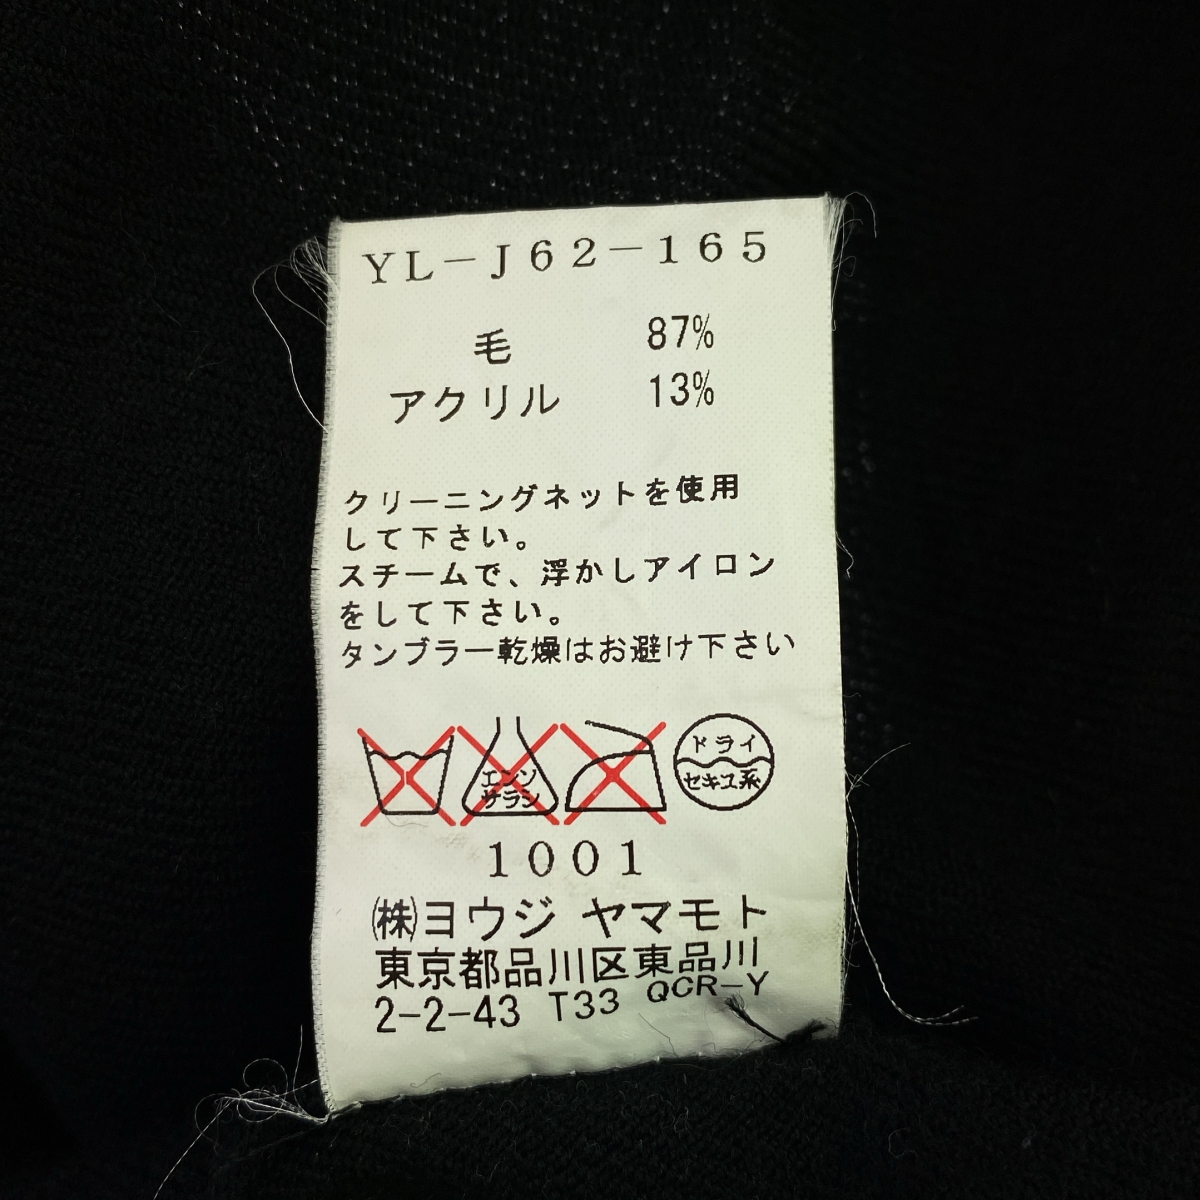 YL-J62-165
毛 87%
アクリル 13%
クリーニングネットを使用
して下さい。
スチームで、浮かしアイロン
をして下さい。
タンブラー乾燥はお避け下さい
エンソ
サラシ
ドライ
セキユ系
1001
㈱ヨウジ ヤマモト
東京都品川区東品川
2-2-43 T33 QCR-Y